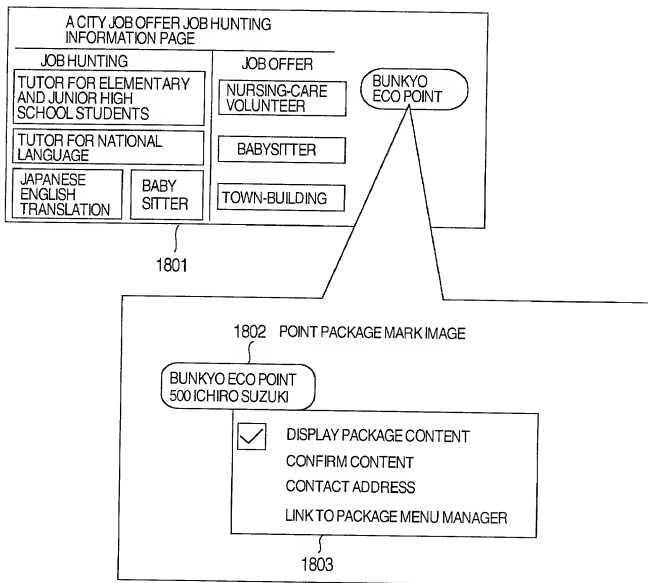 A CITY JOB OFFER JOB HUNTING
INFORMATION PAGE
JOB HUNTING
TUTOR FOR ELEMENTARY
AND JUNIOR HIGH
SCHOOL STUDENTS
TUTOR FOR NATIONAL
LANGUAGE
JAPANESE
ENGLISH
TRANSLATION
BABY
SITTER
JOB OFFER
NURSING-CARE
VOLUNTEER
BABYSITTER
TOWN-BUILDING
BUNKYO
ECO POINT
1801
1802 POINT PACKAGE MARK IMAGE
BUNKYO ECO POINT
500 ICHIRO SUZUKI
DISPLAY PACKAGE CONTENT
CONFIRM CONTENT
CONTACT ADDRESS
LINK TO PACKAGE MENU MANAGER
1803